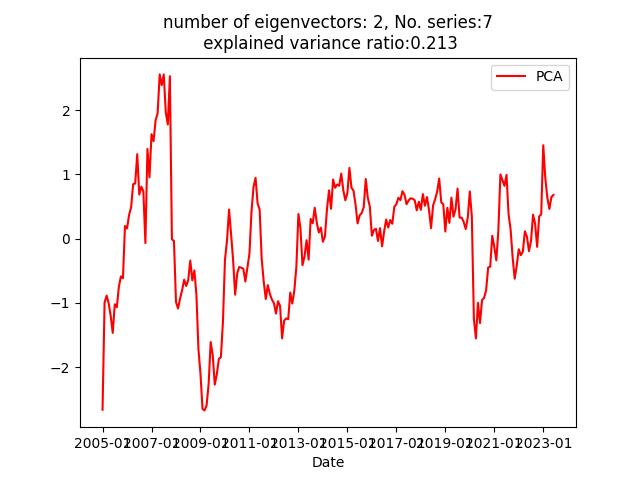 number of eigenvectors: 2, No. series:7
explained variance ratio:0.213
PCA
2
1
0
−1
−2
2005-01 2007-01 2009-01 2011-01 2013-01 2015-01 2017-01 2019-01 2021-01 2023-01
Date